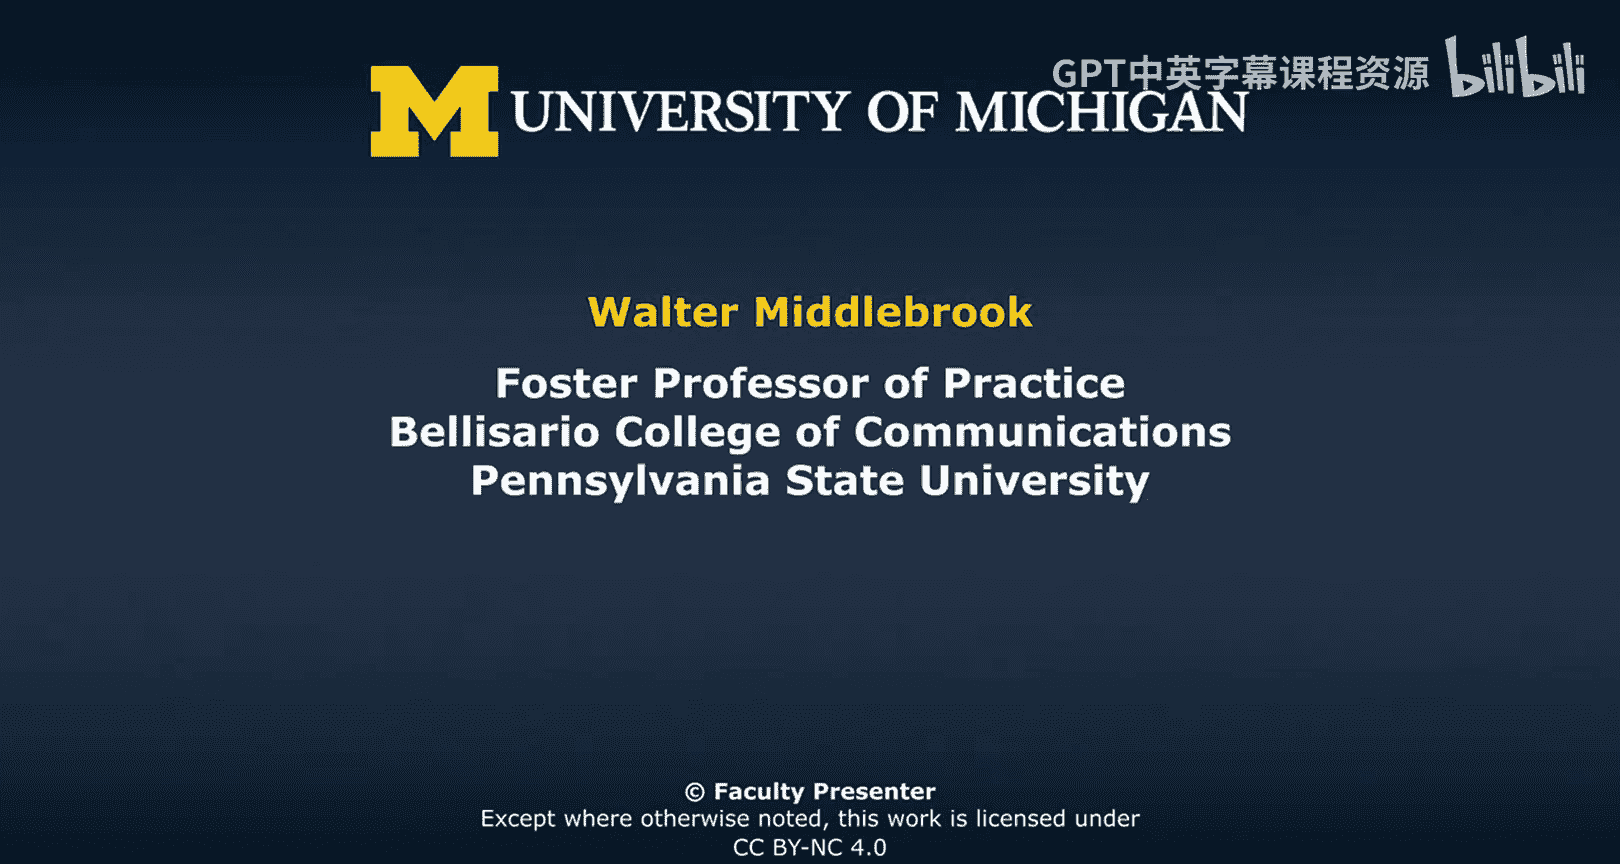 GPT中英字幕课程资源 bilibili
M UNIVERSITY OF MICHIGAN
Walter Middlebrook
Foster Professor of Practice
Bellisario College of Communications
Pennsylvania State University
© Faculty Presenter
Except where otherwise noted, this work is licensed under
CC BY-NC 4.0